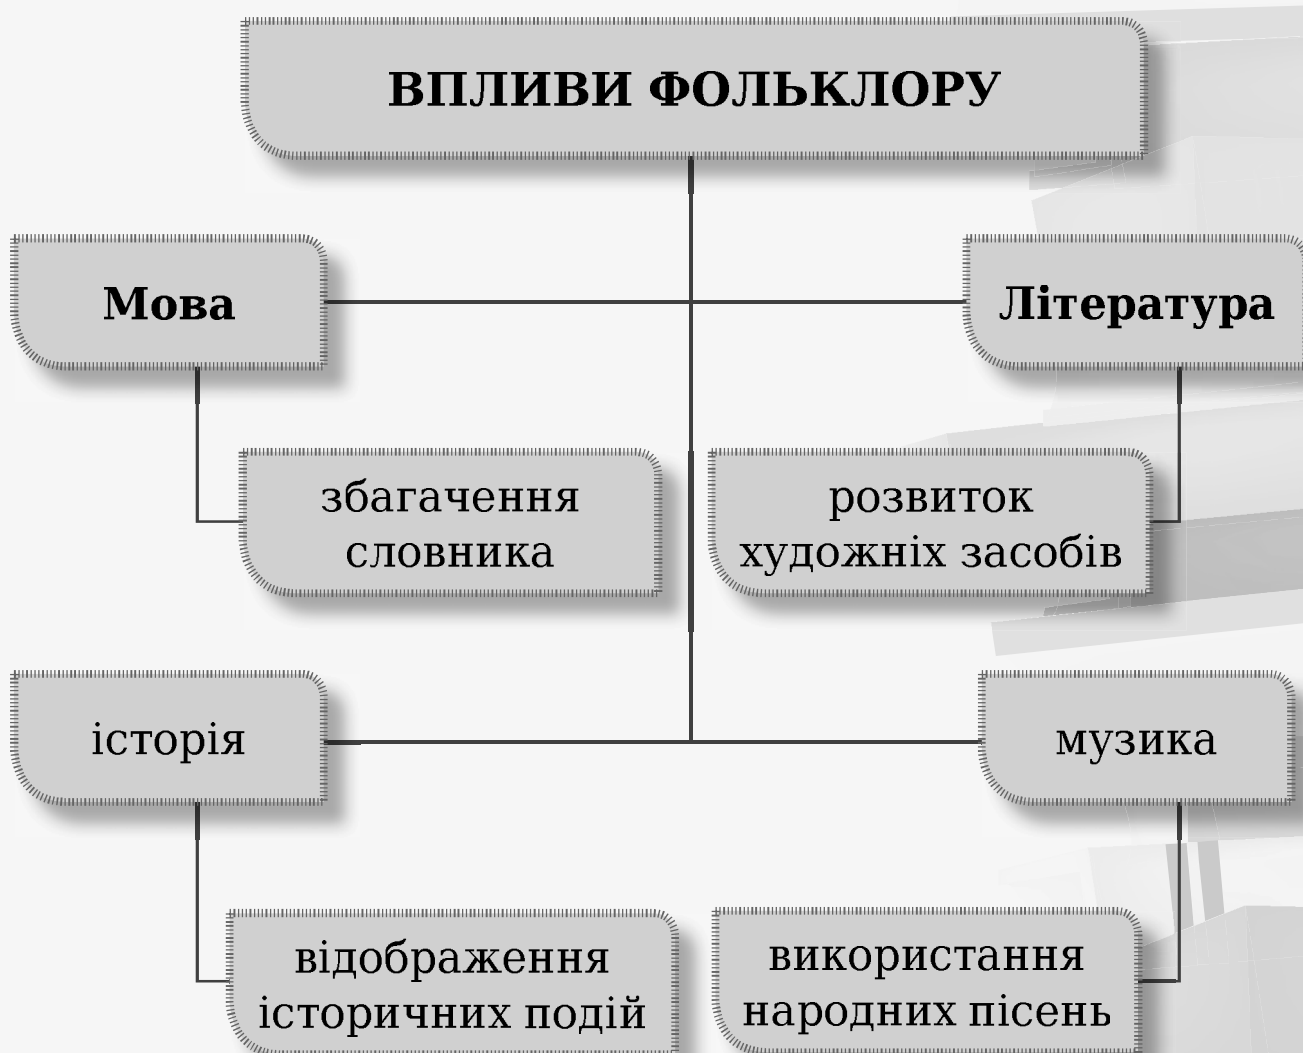 ВПЛИВИ ФОЛЬКЛОРУ
Мова
Література
збагачення
словника
розвиток
художніх засобів
історія
музика
відображення
історичних подій
використання
народних пісень